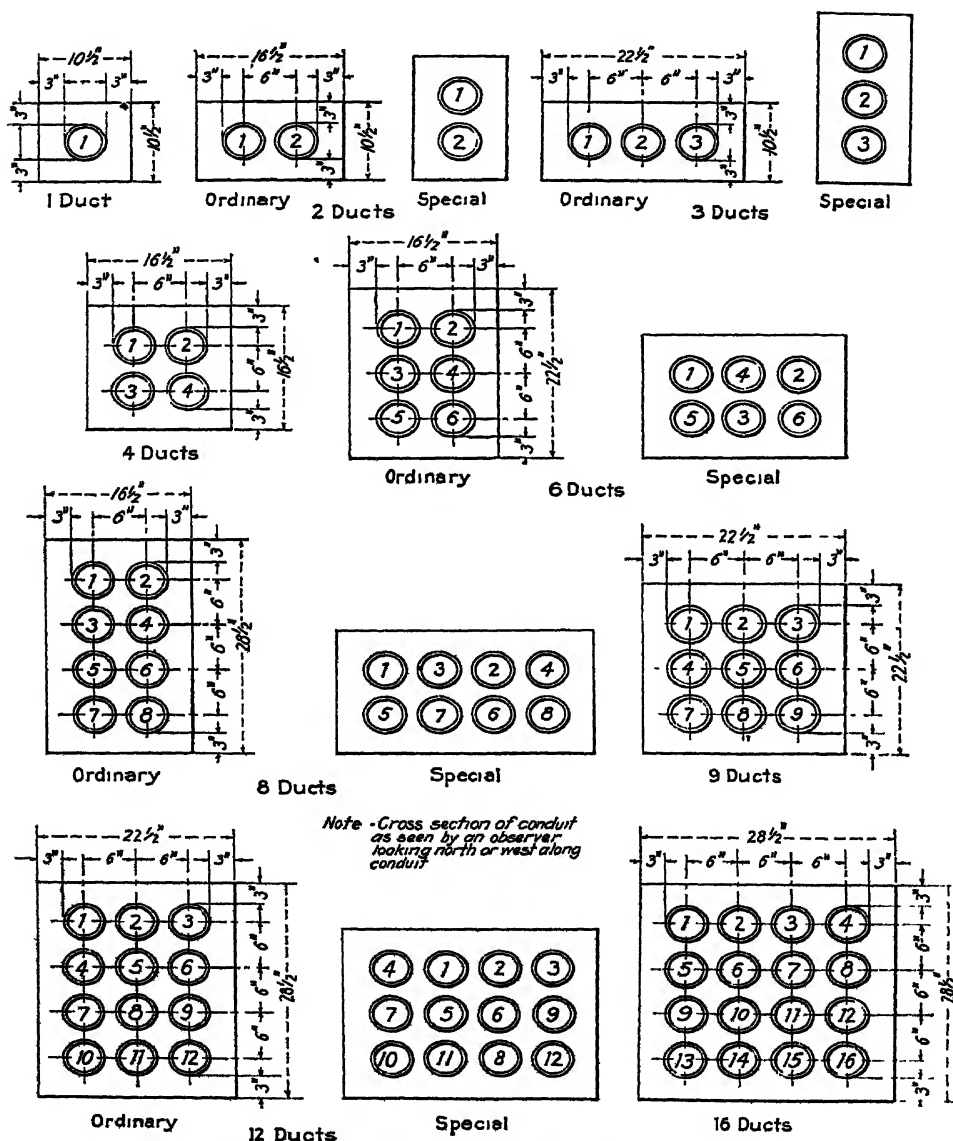 10½" 16½" 22½"
3" 3" 3" 6" 3" 3" 6" 6" 3"
3" 3" 10½" 3" 3" 10½" 3" 3" 10½"
1
1 2
1
2
1 2 3
1
2
3
1 Duct
Ordinary 2 Ducts Special
Ordinary 3 Ducts Special
16½"
3" 6" 3"
3" 6" 3" 16½"
1 2
3 4
4 Ducts
16½"
3" 6" 3"
3" 6" 6" 3" 22½"
1 2
3 4
5 6
Ordinary
1 4 2
5 3 6
6 Ducts Special
16½"
3" 6" 3"
3" 6" 6" 6" 3" 28½"
1 2
3 4
5 6
7 8
Ordinary
1 3 2 4
5 7 6 8
8 Ducts Special
22½"
3" 6" 6" 3"
3" 6" 6" 3" 22½"
1 2 3
4 5 6
7 8 9
9 Ducts
Note - Cross section of conduit
as seen by an observer
looking north or west along
conduit
22½"
3" 6" 6" 3"
3" 6" 6" 6" 3" 28½"
1 2 3
4 5 6
7 8 9
10 11 12
Ordinary
4 1 2 3
7 5 6 9
10 11 8 12
12 Ducts Special
28½"
3" 6" 6" 6" 3"
3" 6" 6" 6" 3" 28½"
1 2 3 4
5 6 7 8
9 10 11 12
13 14 15 16
16 Ducts